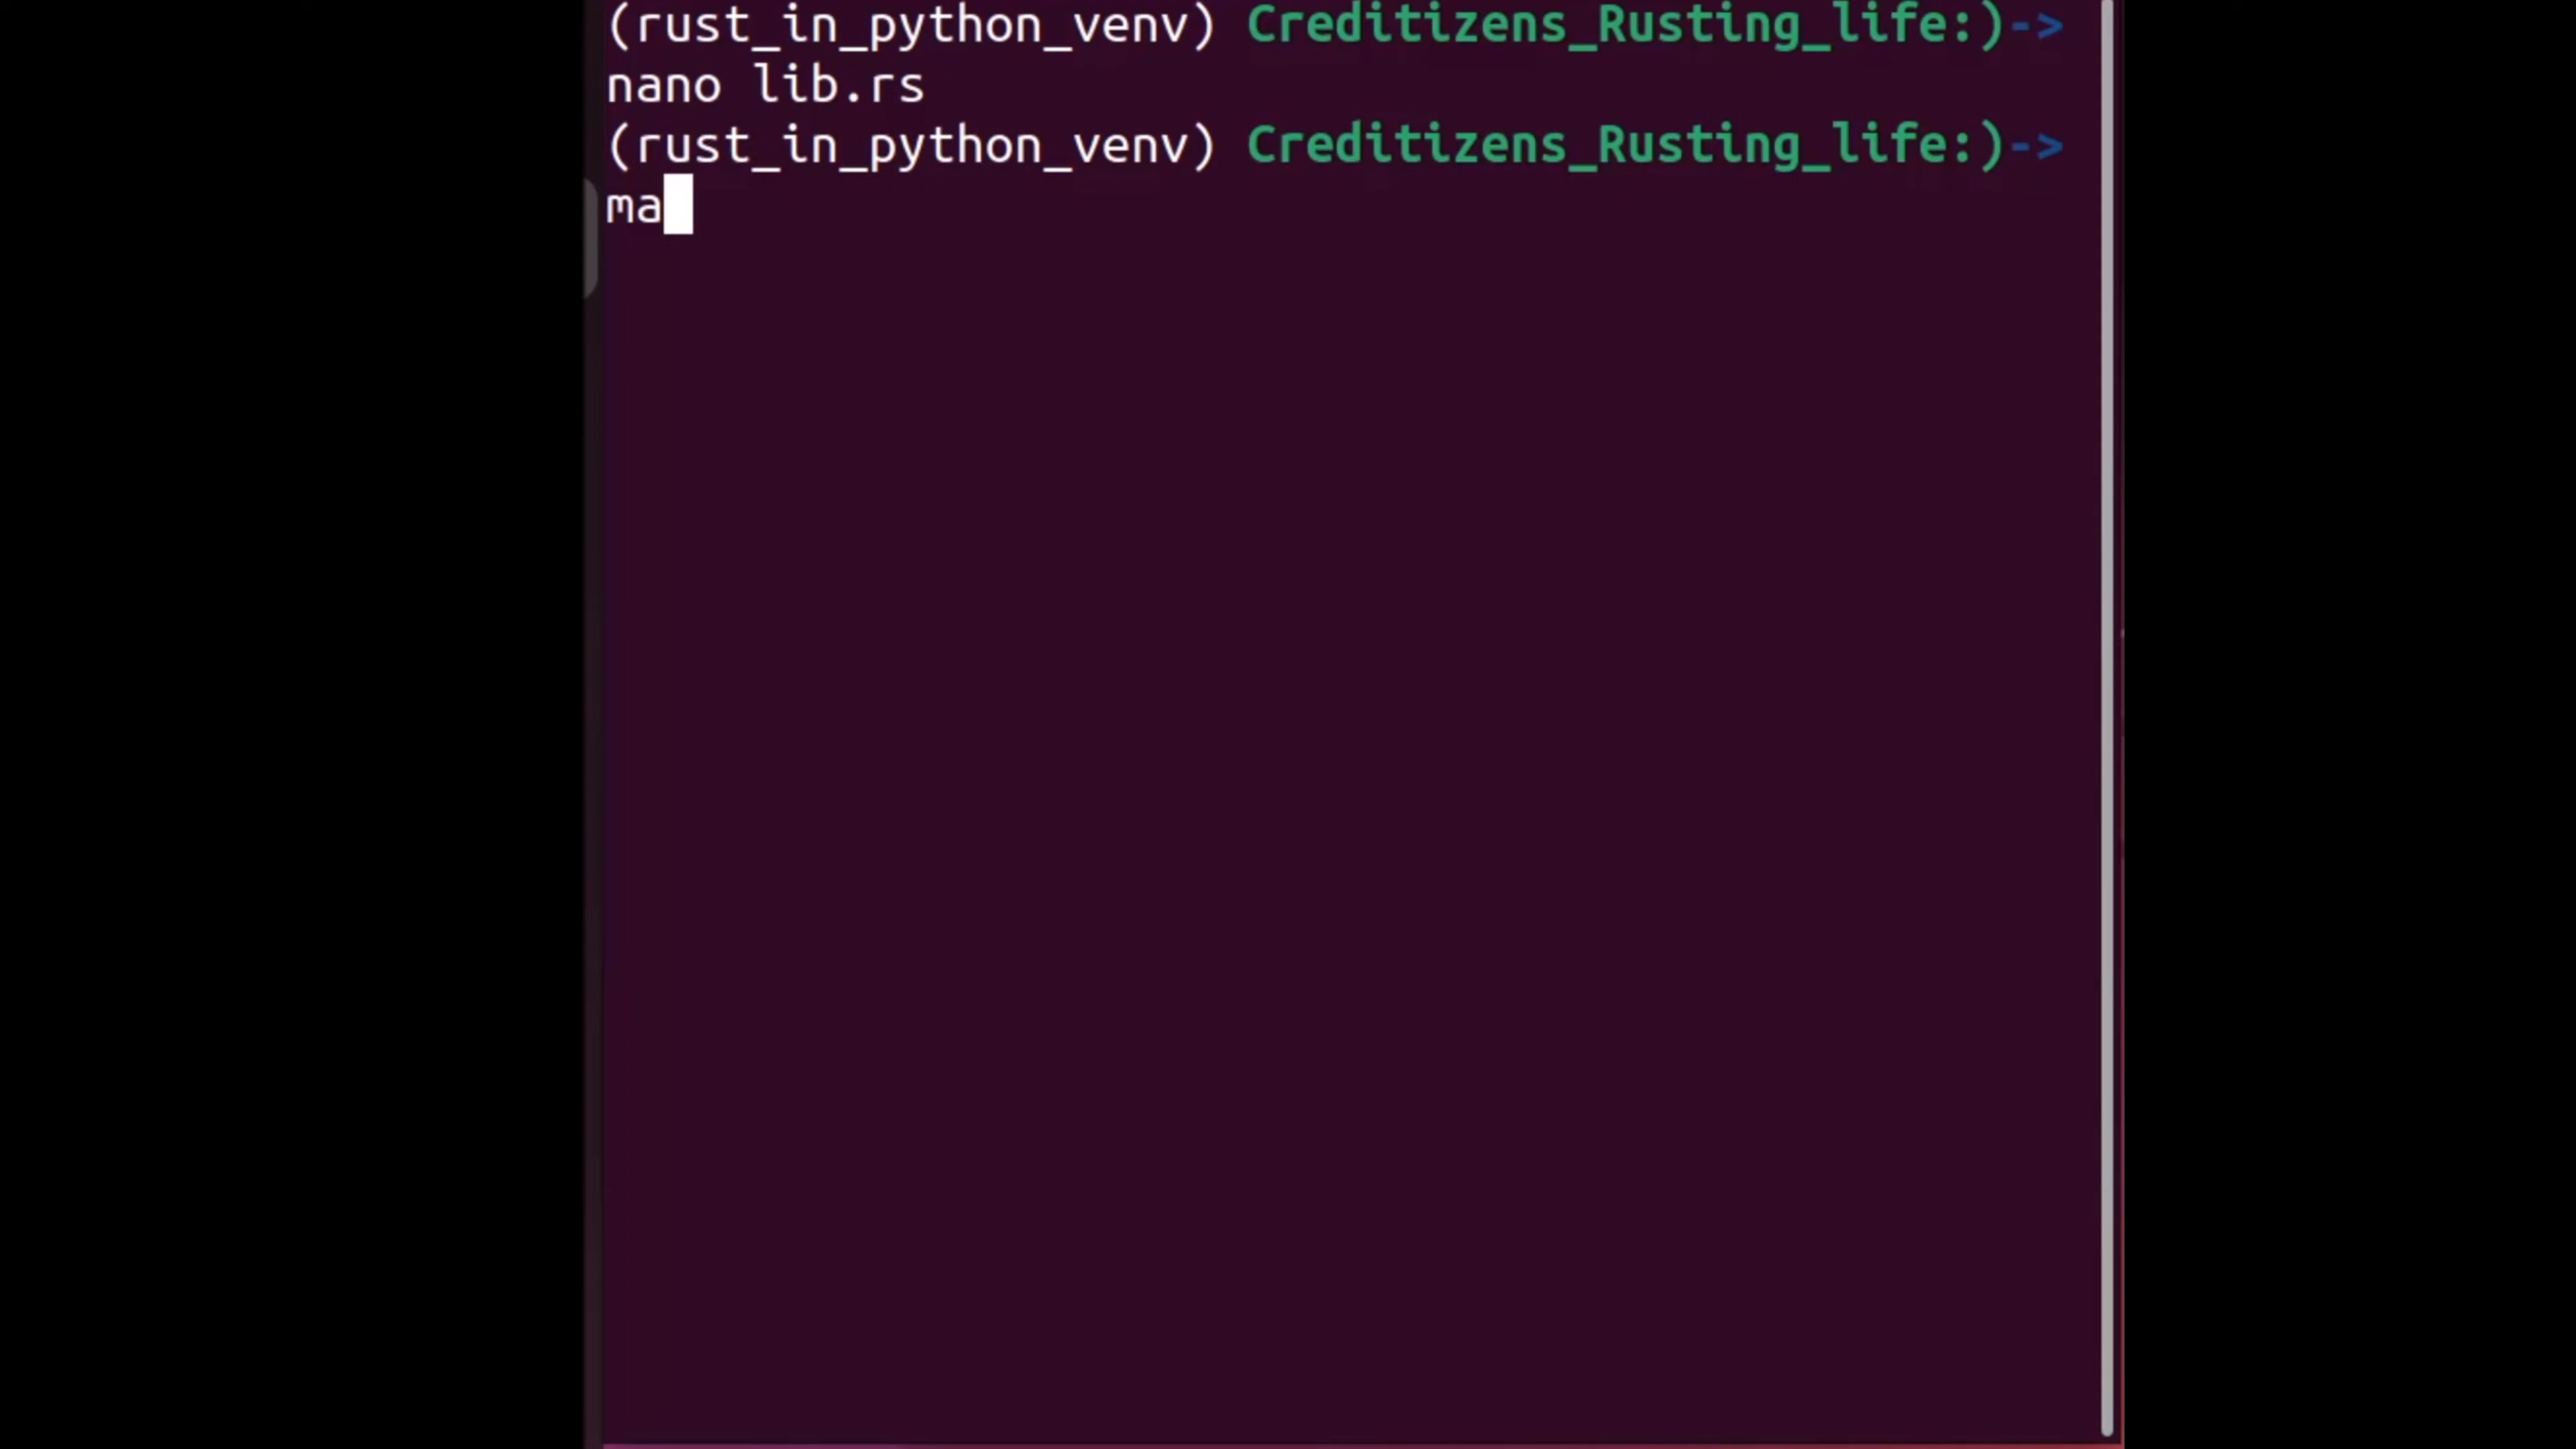 (rust_in_python_venv) Creditizens_Rusting_life:)->
nano lib.rs
(rust_in_python_venv) Creditizens_Rusting_life:)->
ma